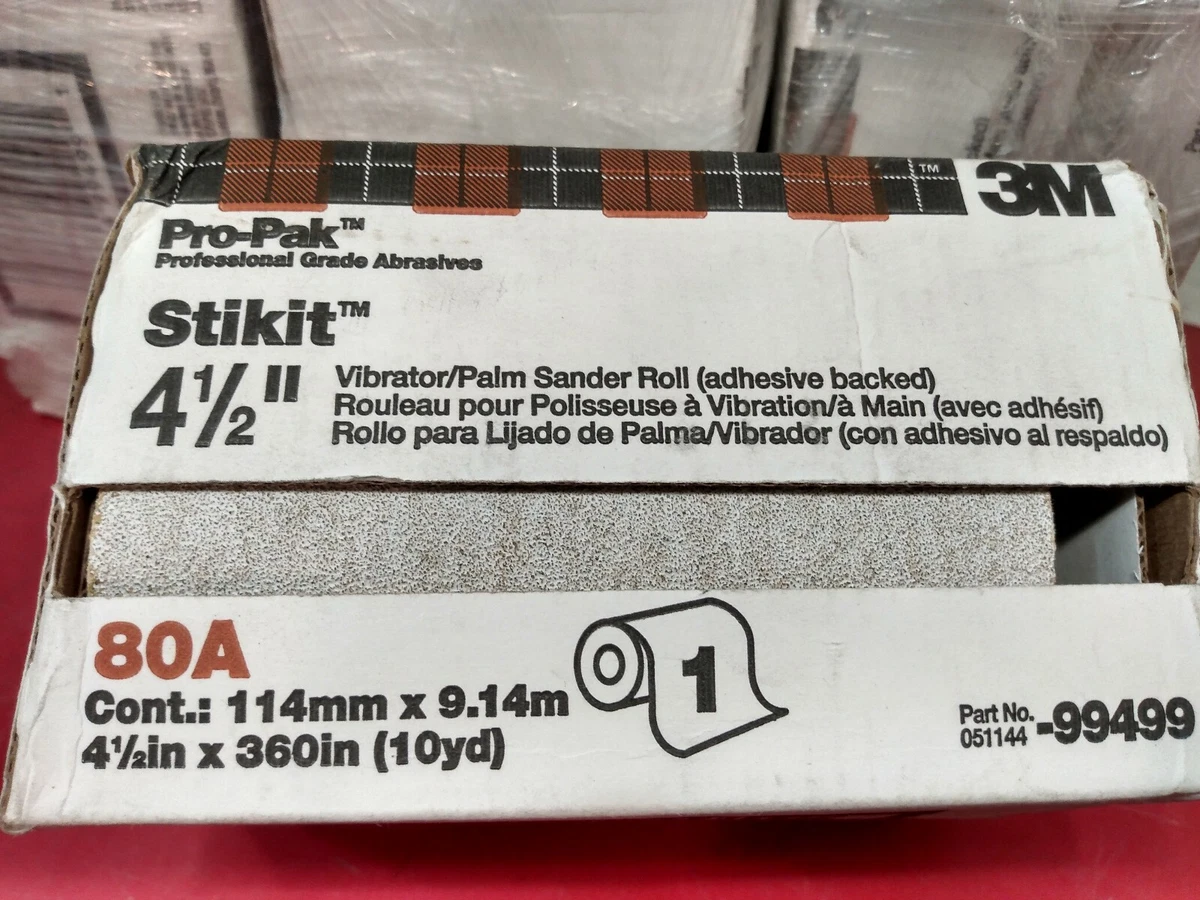 ™ 3M
Pro-Pak™
Professional Grade Abrasives
Stikit™
4½"
Vibrator/Palm Sander Roll (adhesive backed)
Rouleau pour Polisseuse à Vibration/à Main (avec adhésif)
Rollo para Lijado de Palma/Vibrador (con adhesivo al respaldo)
80A
Cont.: 114mm x 9.14m
4½in x 360in (10yd)
1
Part No.
051144 -99499